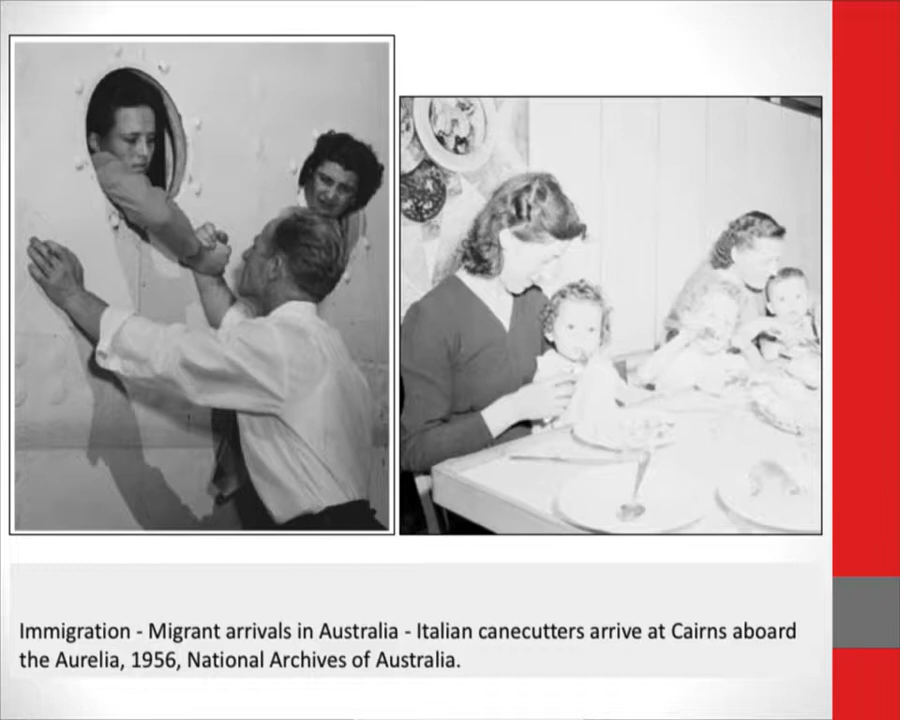 Immigration - Migrant arrivals in Australia - Italian canecutters arrive at Cairns aboard
the Aurelia, 1956, National Archives of Australia.